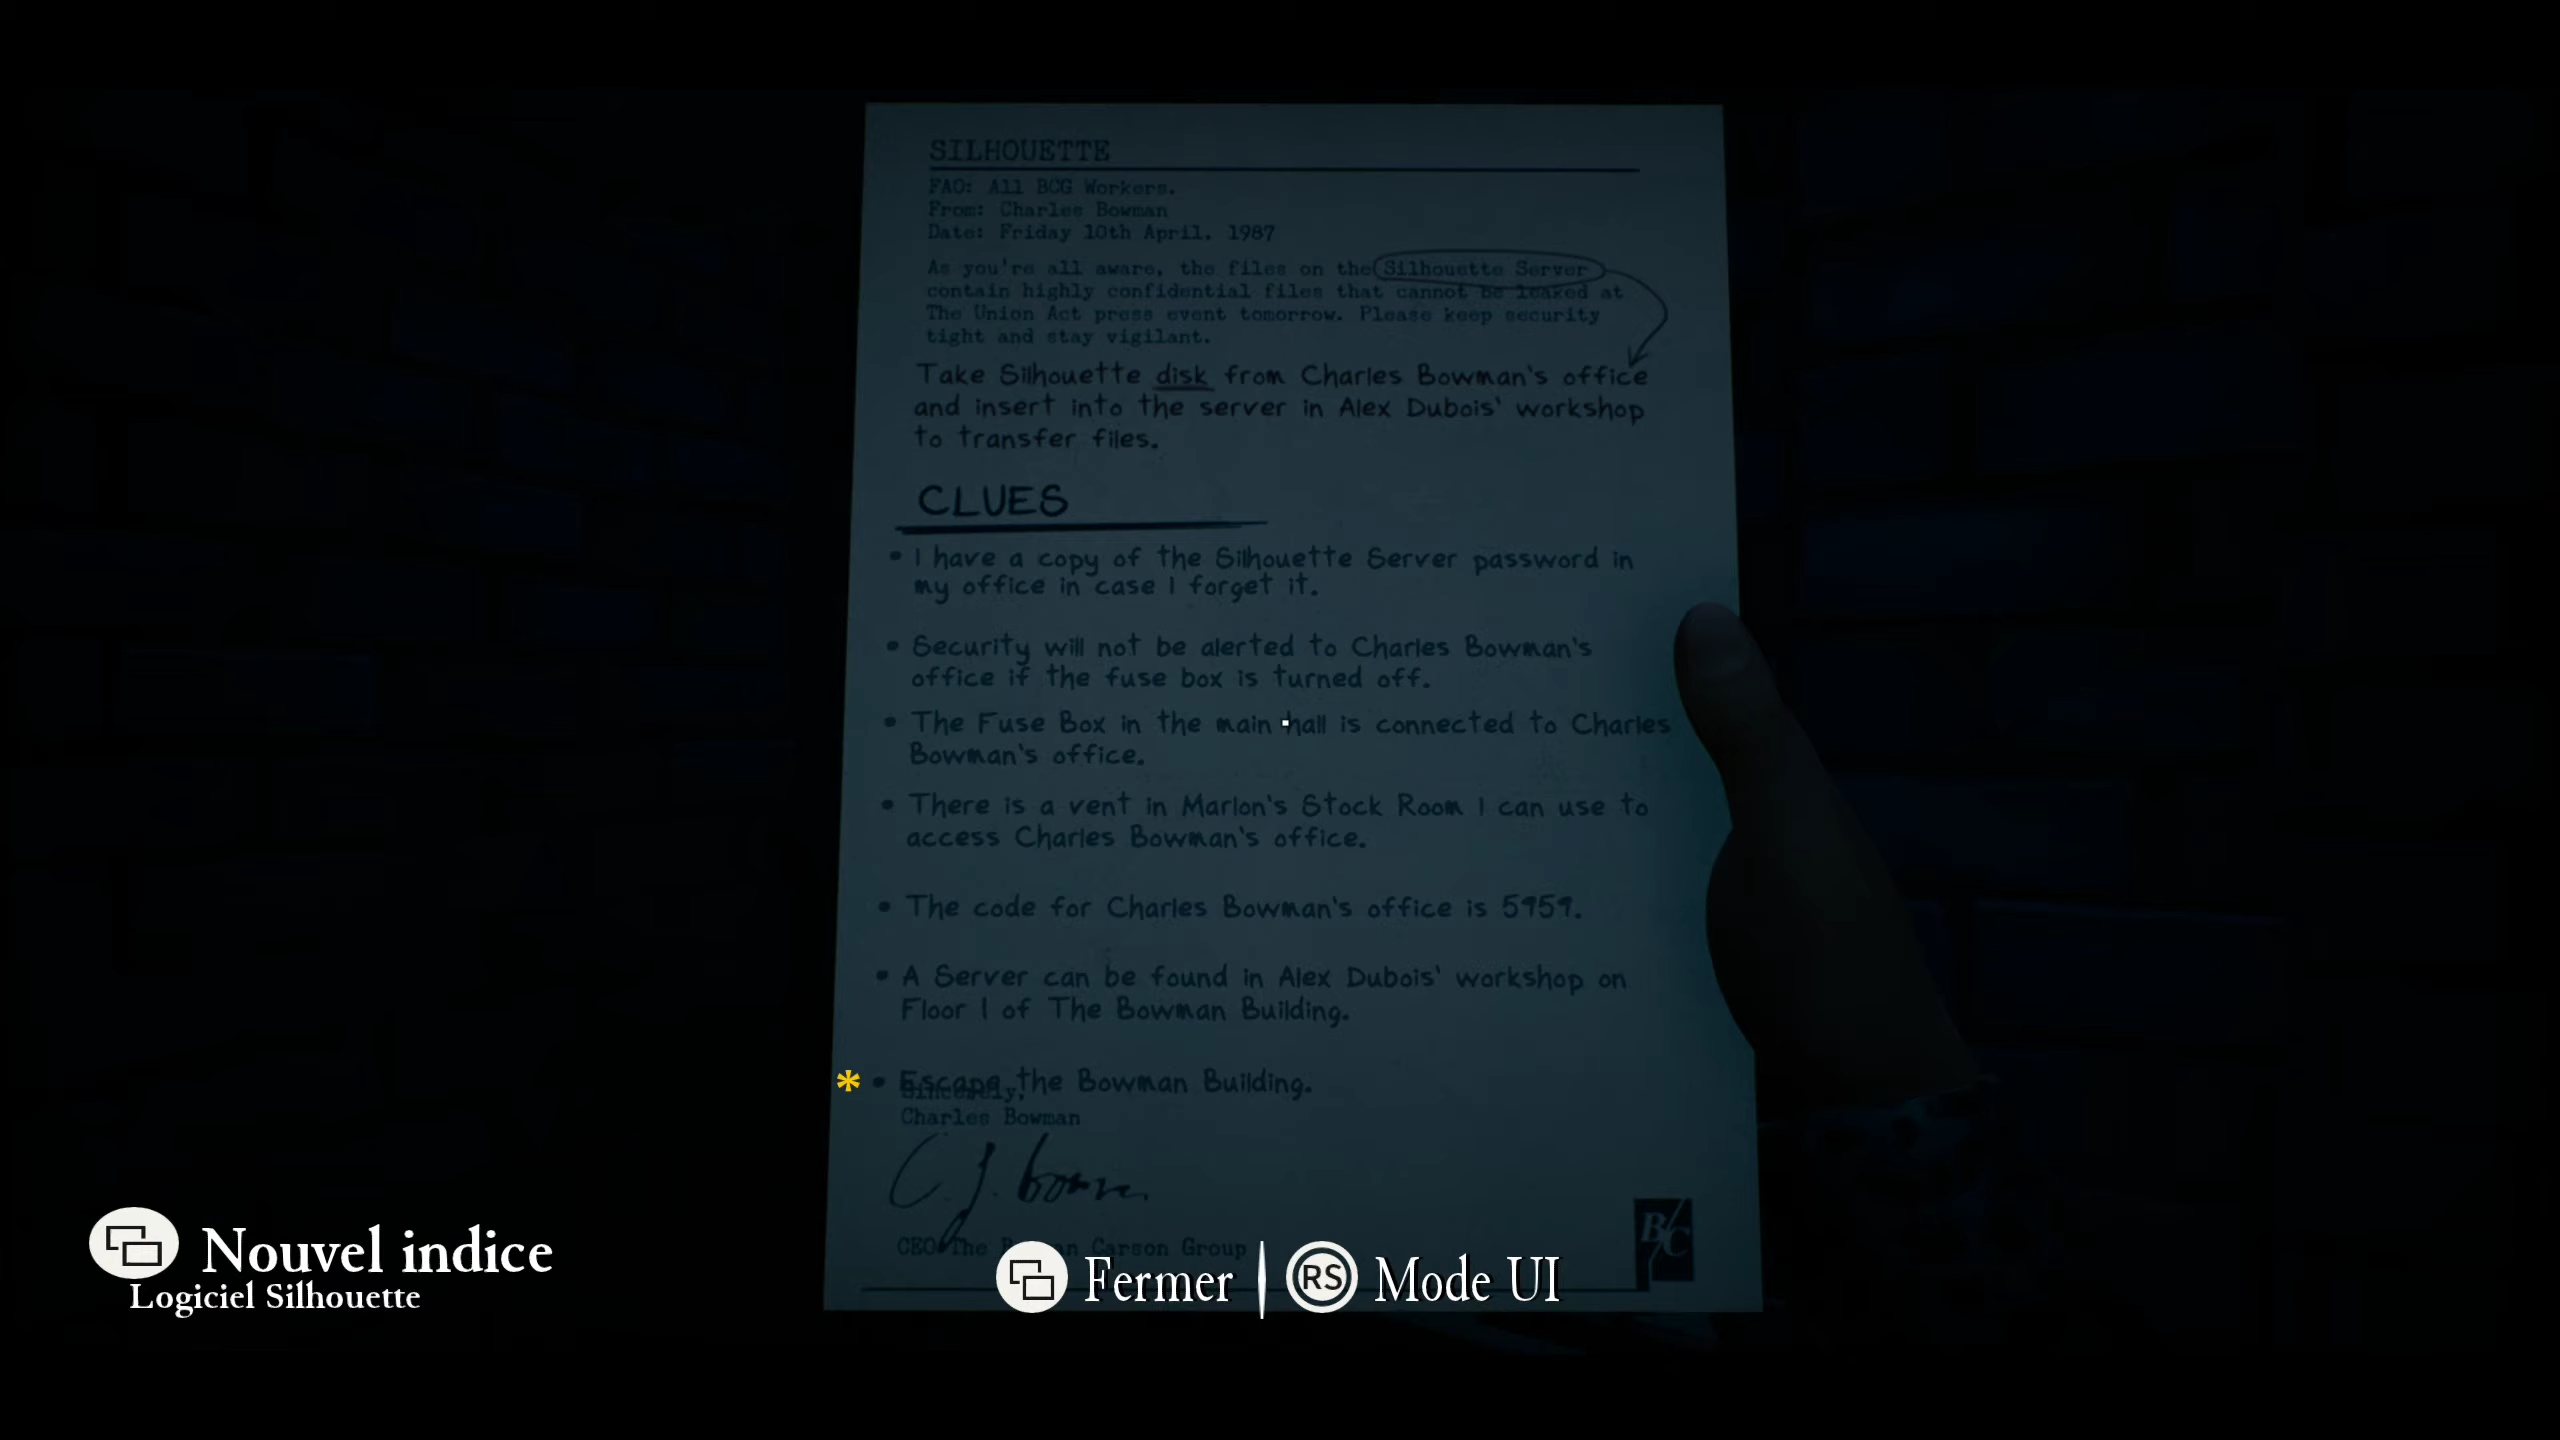 SILHOUETTE
FAO: All BCG Workers.
From: Charles Bowman
Date: Friday 10th April, 1987
As you're all aware, the files on the Silhouette Server
contain highly confidential files that cannot be leaked at
The Union Act press event tomorrow. Please keep security
tight and stay vigilant.
Take Silhouette disk from Charles Bowman's office
and insert into the server in Alex Dubois' workshop
to transfer files.
CLUES
• I have a copy of the Silhouette Server password in
my office in case I forget it.
• Security will not be alerted to Charles Bowman's
office if the fuse box is turned off.
• The Fuse Box in the main hall is connected to Charles
Bowman's office.
• There is a vent in Marlon's Stock Room I can use to
access Charles Bowman's office.
• The code for Charles Bowman's office is 5959.
• A Server can be found in Alex Dubois' workshop on
Floor 1 of The Bowman Building.
* • Escape the Bowman Building.
Sincerely,
Charles Bowman
C.J. Bowman
CEO The Bowman Carson Group
B/C
Nouvel indice
Logiciel Silhouette
Fermer
RS Mode UI